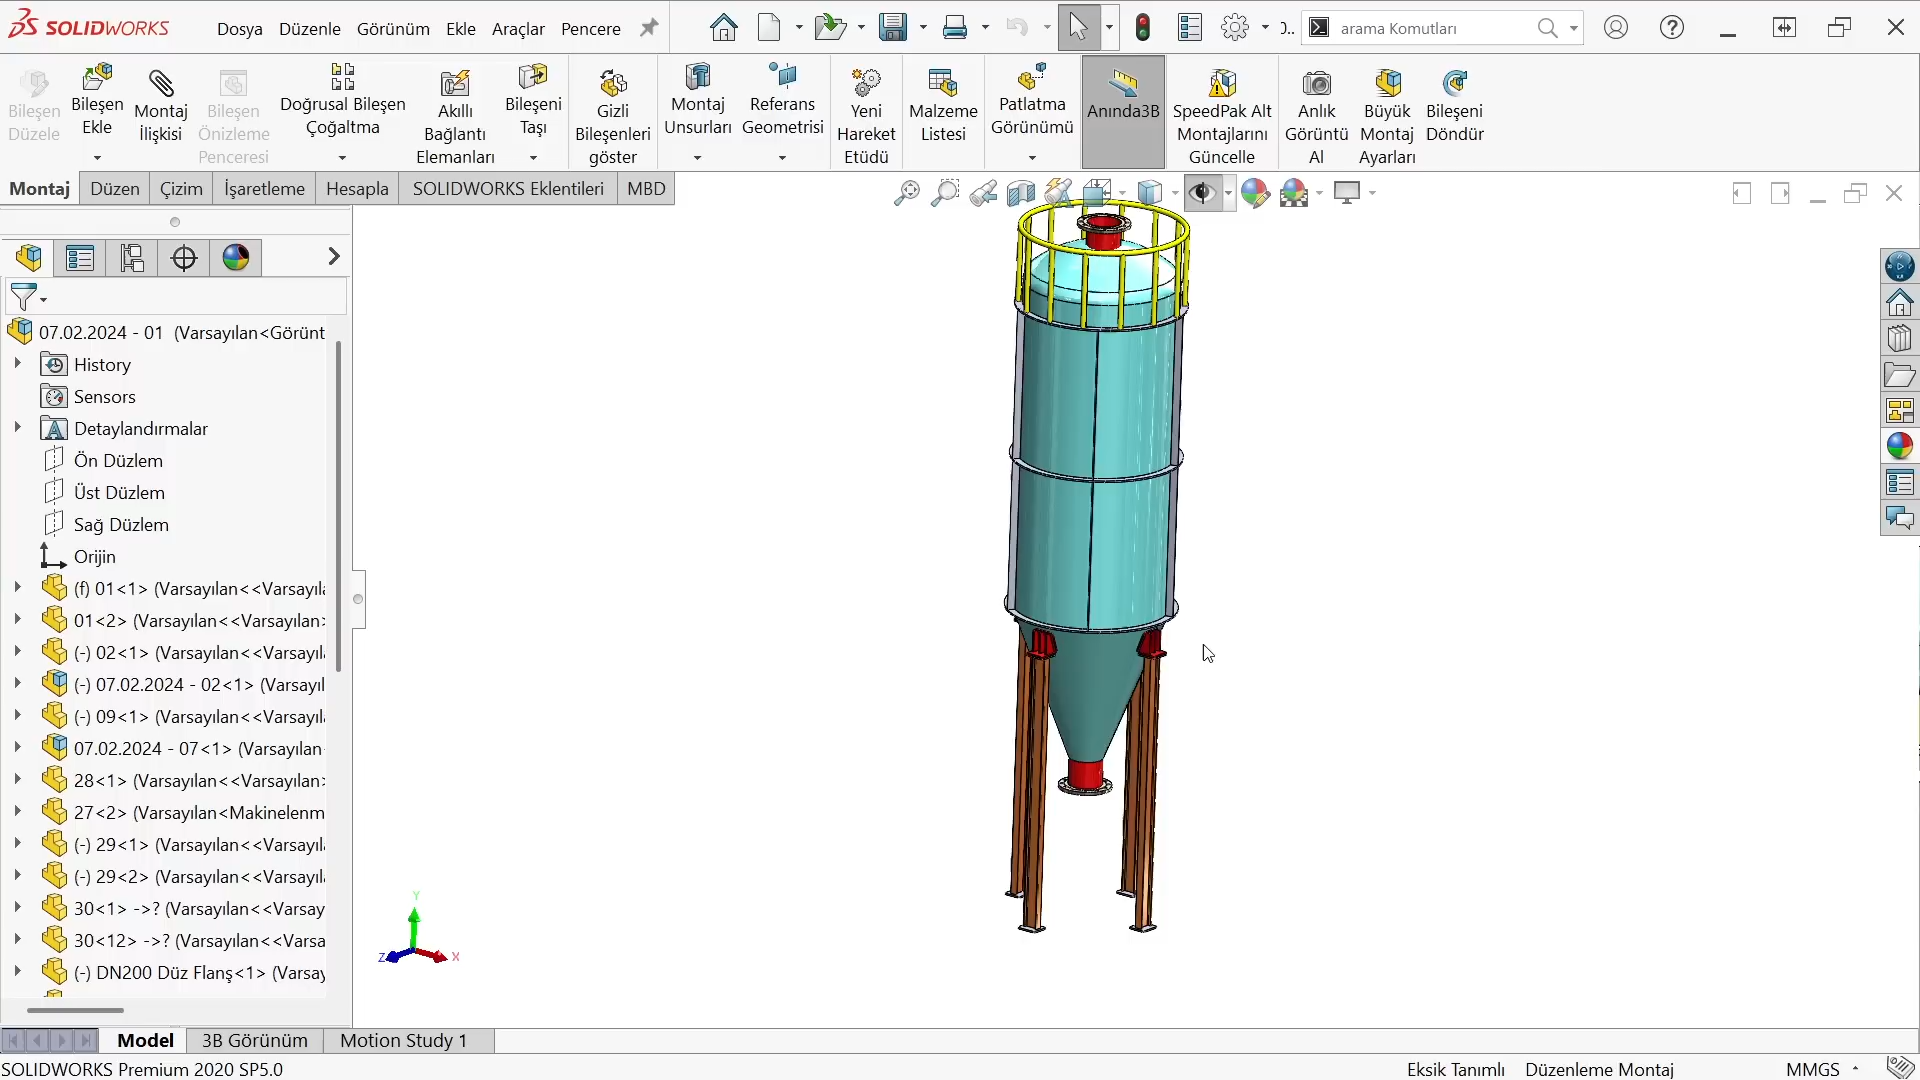 SOLIDWORKS
Dosya Düzenle Görünüm Ekle Araçlar Pencere
arama Komutları
Bileşen Düzele
Bileşen Ekle
Montaj İlişkisi
Bileşen Önizleme Penceresi
Doğrusal Bileşen Çoğaltma
Akıllı Bağlantı Elemanları
Bileşeni Taşı
Gizli Bileşenleri göster
Montaj Unsurları
Referans Geometrisi
Yeni Hareket Etüdü
Malzeme Listesi
Patlatma Görünümü
Anında3B
SpeedPak Alt Montajlarını Güncelle
Anlık Görüntü Al
Büyük Montaj Ayarları
Bileşeni Döndür
Montaj Düzen Çizim İşaretleme Hesapla SOLIDWORKS Eklentileri MBD
07.02.2024 - 01 (Varsayılan<Görünt
History
Sensors
Detaylandırmalar
Ön Düzlem
Üst Düzlem
Sağ Düzlem
Orijin
(f) 01<1> (Varsayılan<<Varsayıla
01<2> (Varsayılan<<Varsayılan>
(-) 02<1> (Varsayılan<<Varsayıla
(-) 07.02.2024 - 02<1> (Varsayıl
(-) 09<1> (Varsayılan<<Varsayıla
07.02.2024 - 07<1> (Varsayılan
28<1> (Varsayılan<<Varsayılan>
27<2> (Varsayılan<Makinelenm
(-) 29<1> (Varsayılan<<Varsayıla
(-) 29<2> (Varsayılan<<Varsayıla
30<1> ->? (Varsayılan<<Varsay
30<12> ->? (Varsayılan<<Varsa
(-) DN200 Düz Flanş<1> (Varsay
Y
Z X
Model 3B Görünüm Motion Study 1
SOLIDWORKS Premium 2020 SP5.0 Eksik Tanımlı Düzenleme Montaj MMGS